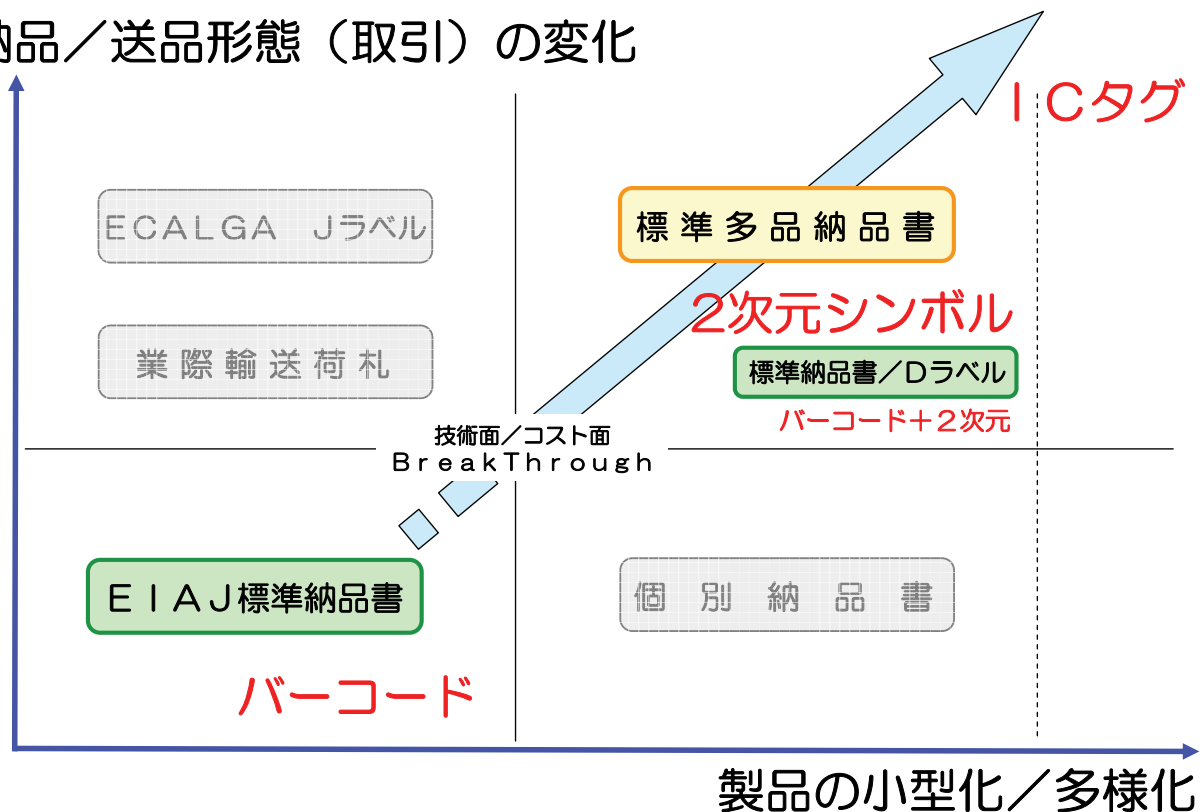 納品／送品形態（取引）の変化
ＩＣタグ
ＥＣＡＬＧＡ　Ｊラベル
標準多品納品書
２次元シンボル
業際輸送荷札
標準納品書／Ｄラベル
バーコード＋２次元
技術面／コスト面
ＢｒｅａｋＴｈｒｏｕｇｈ
ＥＩＡＪ標準納品書
個別納品書
バーコード
製品の小型化／多様化